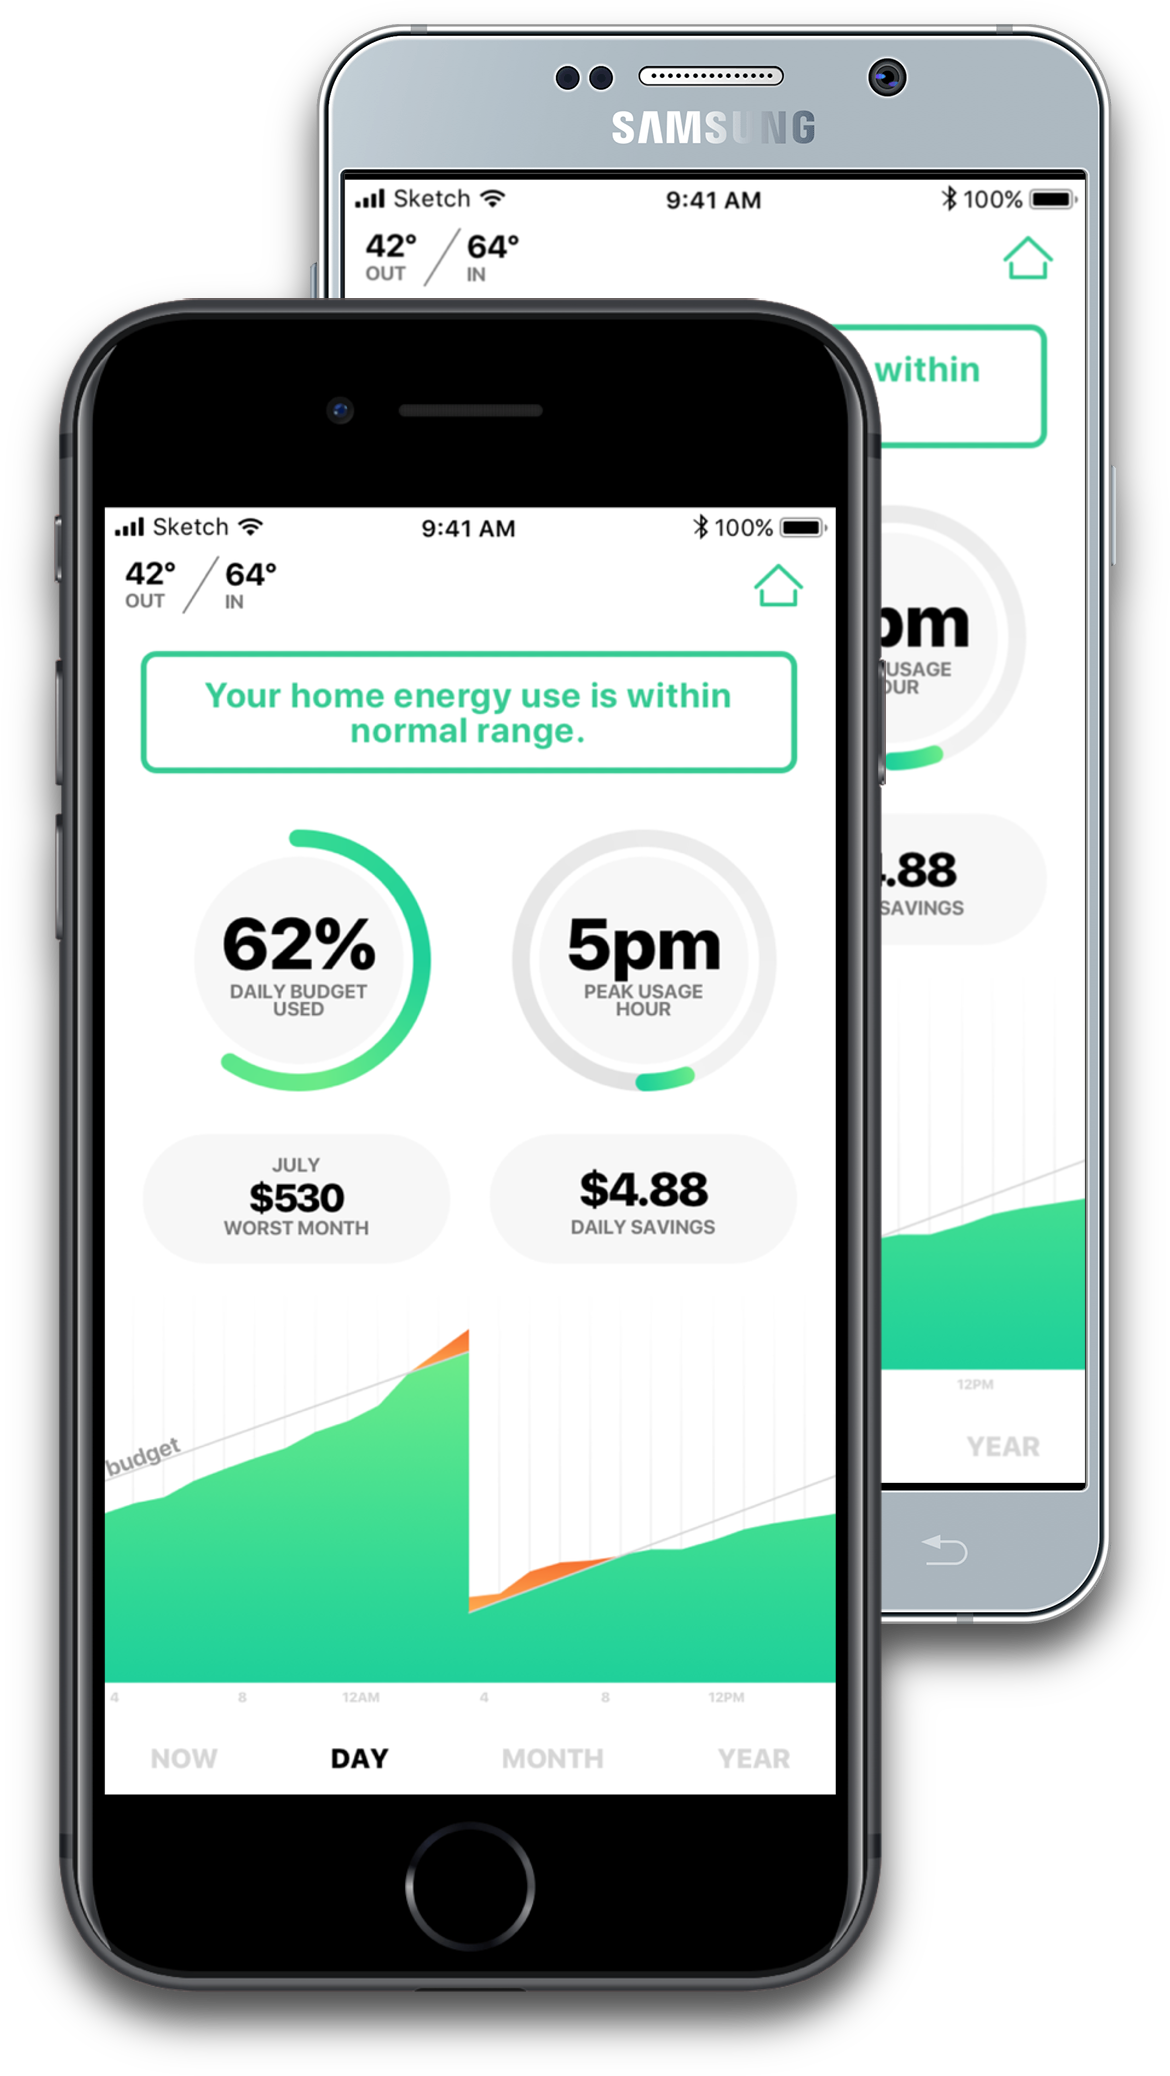 SAMSUNG
Sketch 9:41 AM 100%
42° 64°
OUT IN
within
pm
USAGE
OUR
.88
SAVINGS
12PM
YEAR
Sketch 9:41 AM 100%
42° 64°
OUT IN
Your home energy use is within
normal range.
62%
DAILY BUDGET
USED
5pm
PEAK USAGE
HOUR
JULY
$530
WORST MONTH
$4.88
DAILY SAVINGS
budget
4 8 12AM 4 8 12PM
NOW DAY MONTH YEAR